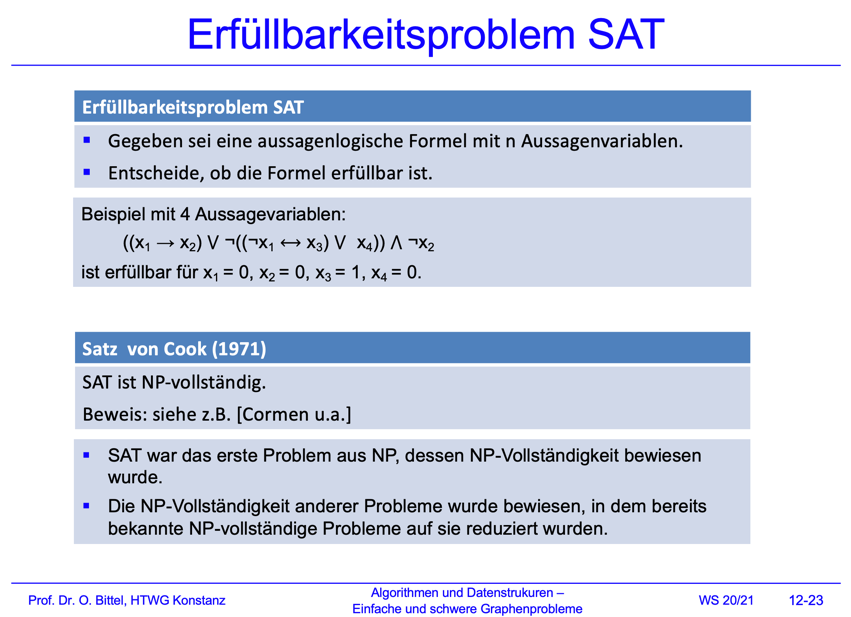 Erfüllbarkeitsproblem SAT
Erfüllbarkeitsproblem SAT
▪ Gegeben sei eine aussagenlogische Formel mit n Aussagenvariablen.
▪ Entscheide, ob die Formel erfüllbar ist.
Beispiel mit 4 Aussagevariablen:
((x₁ → x₂) ∨ ¬((¬x₁ ↔ x₃) ∨ x₄)) ∧ ¬x₂
ist erfüllbar für x₁ = 0, x₂ = 0, x₃ = 1, x₄ = 0.
Satz von Cook (1971)
SAT ist NP-vollständig.
Beweis: siehe z.B. [Cormen u.a.]
▪ SAT war das erste Problem aus NP, dessen NP-Vollständigkeit bewiesen
wurde.
▪ Die NP-Vollständigkeit anderer Probleme wurde bewiesen, in dem bereits
bekannte NP-vollständige Probleme auf sie reduziert wurden.
Prof. Dr. O. Bittel, HTWG Konstanz
Algorithmen und Datenstrukuren –
Einfache und schwere Graphenprobleme
WS 20/21
12-23